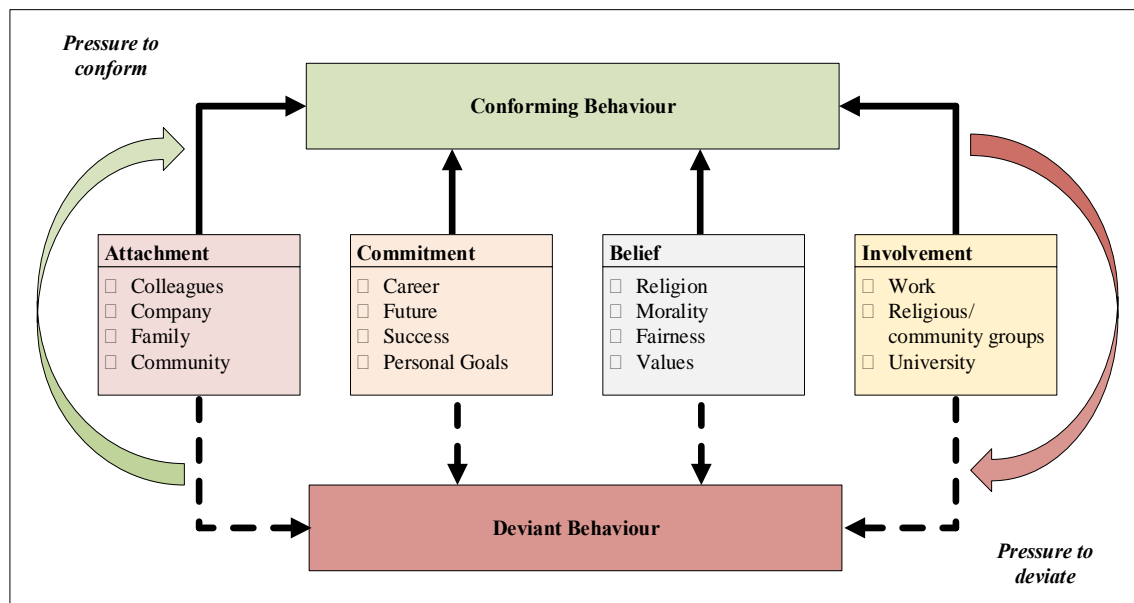 Pressure to
conform
Conforming Behaviour
Attachment
Colleagues
Company
Family
Community
Commitment
Career
Future
Success
Personal Goals
Belief
Religion
Morality
Fairness
Values
Involvement
Work
Religious/
community groups
University
Deviant Behaviour
Pressure to
deviate